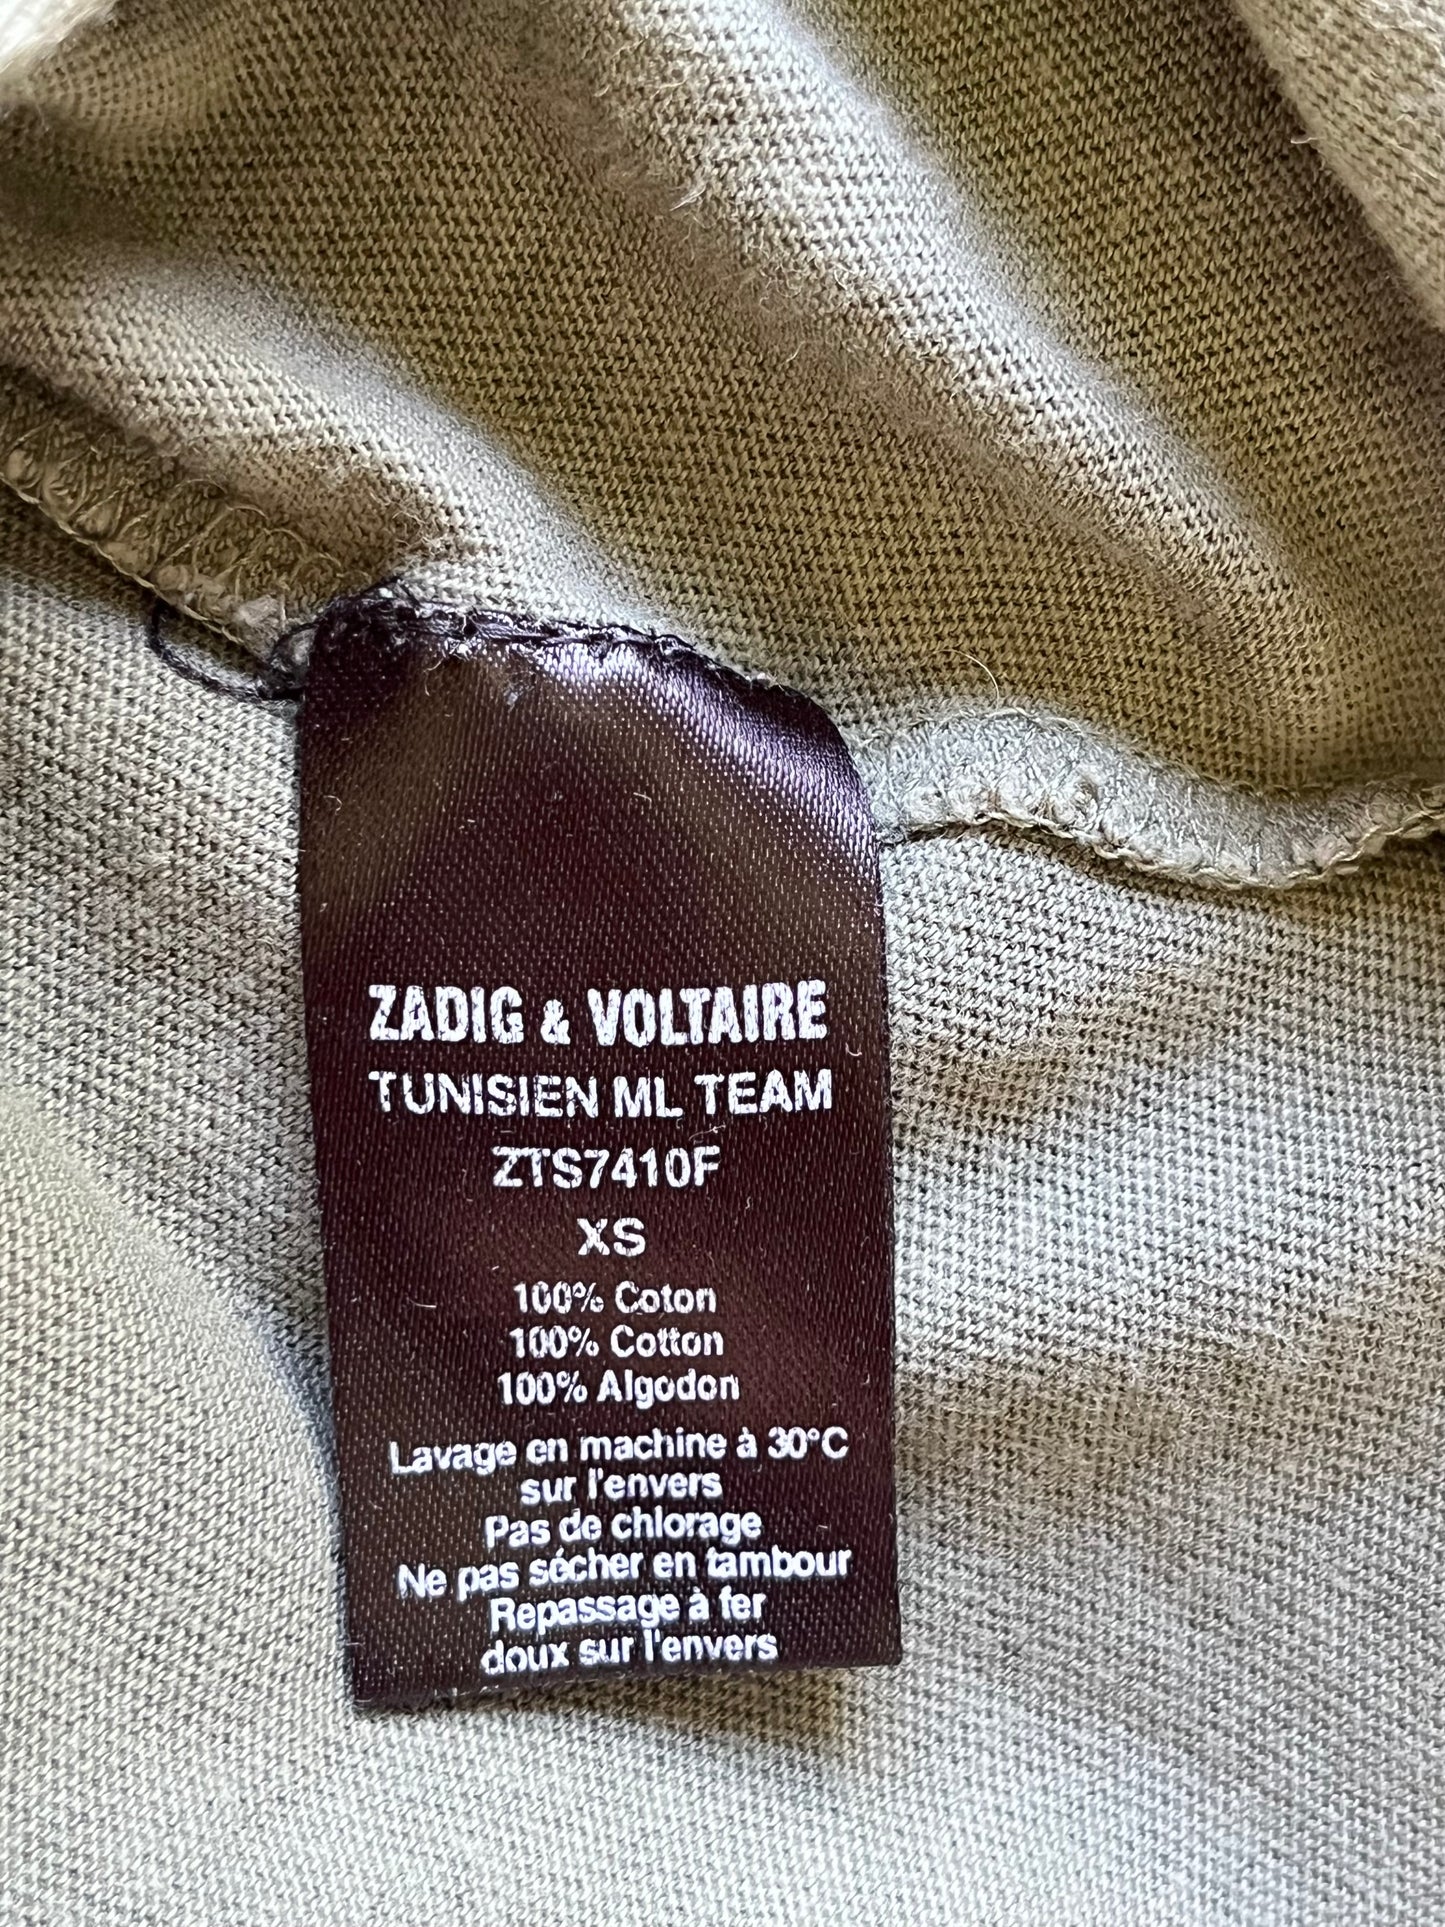 ZADIG & VOLTAIRE
TUNISIEN ML TEAM
ZTS7410F
XS
100% Coton
100% Cotton
100% Algodon
Lavage en machine à 30°C
sur l'envers
Pas de chlorage
Ne pas sécher en tambour
Repassage à fer
doux sur l'envers